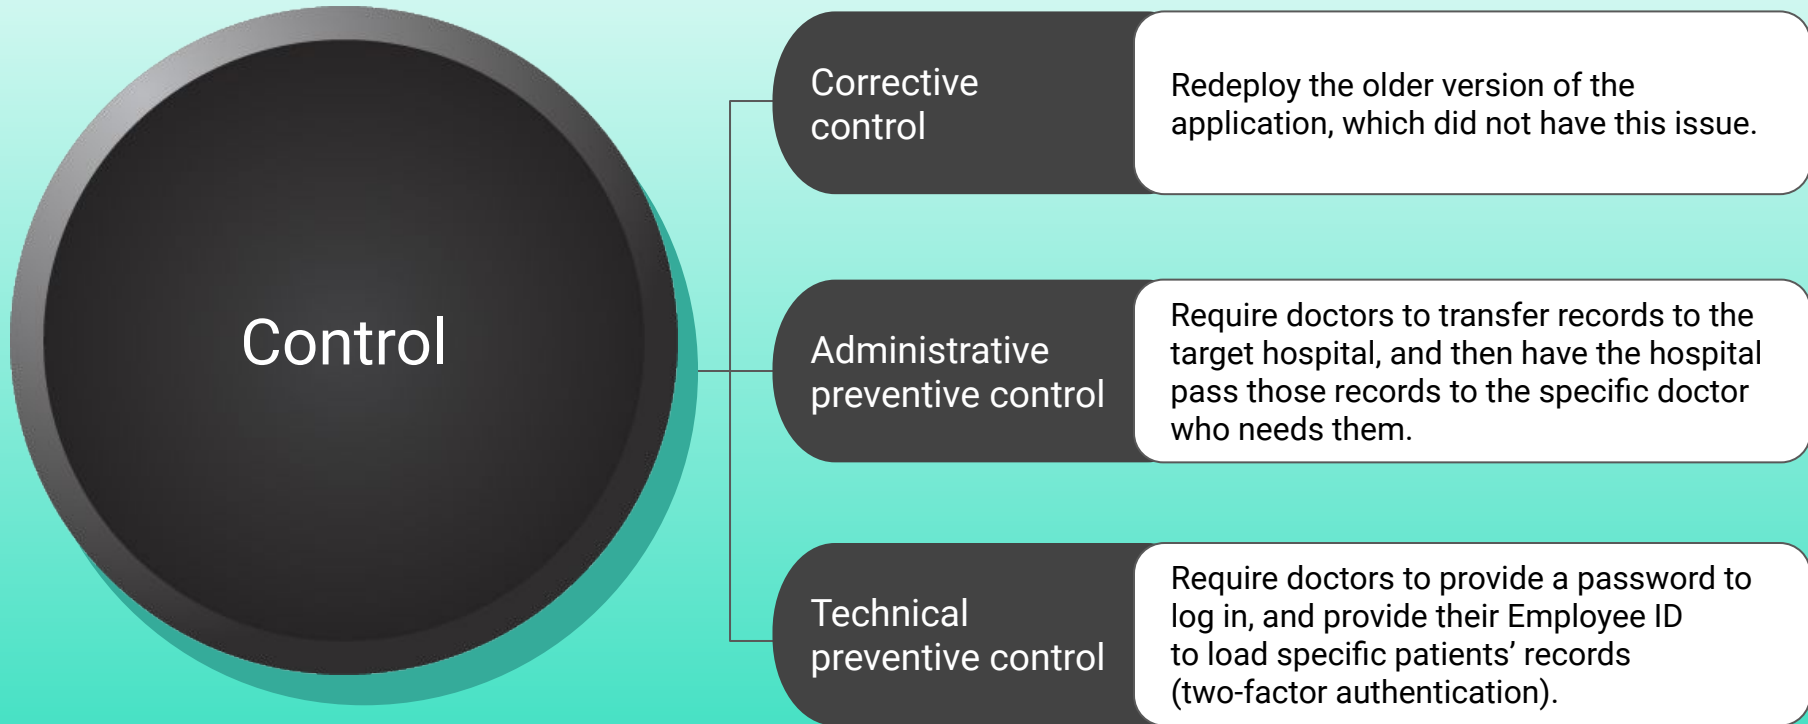 Control
Corrective
control
Redeploy the older version of the
application, which did not have this issue.
Administrative
preventive control
Require doctors to transfer records to the
target hospital, and then have the hospital
pass those records to the specific doctor
who needs them.
Technical
preventive control
Require doctors to provide a password to
log in, and provide their Employee ID
to load specific patients’ records
(two-factor authentication).